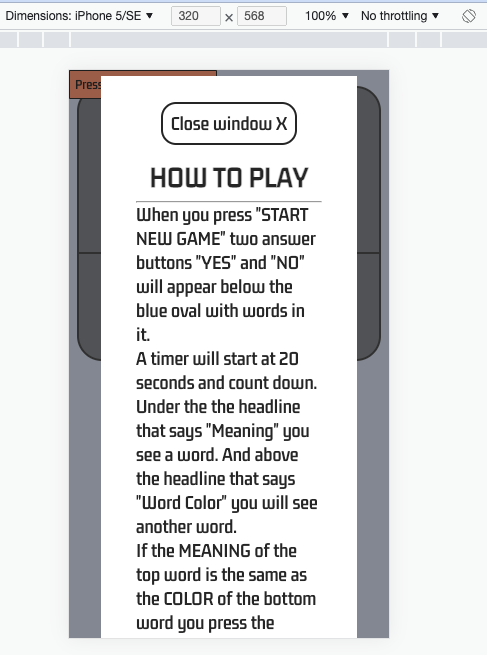 Dimensions: iPhone 5/SE ▼ 320 × 568 100% ▼ No throttling ▼
Press
Close window X
HOW TO PLAY
When you press "START
NEW GAME" two answer
buttons "YES" and "NO"
will appear below the
blue oval with words in
it.
A timer will start at 20
seconds and count down.
Under the the headline
that says "Meaning" you
see a word. And above
the headline that says
"Word Color" you will see
another word.
If the MEANING of the
top word is the same as
the COLOR of the bottom
word you press the